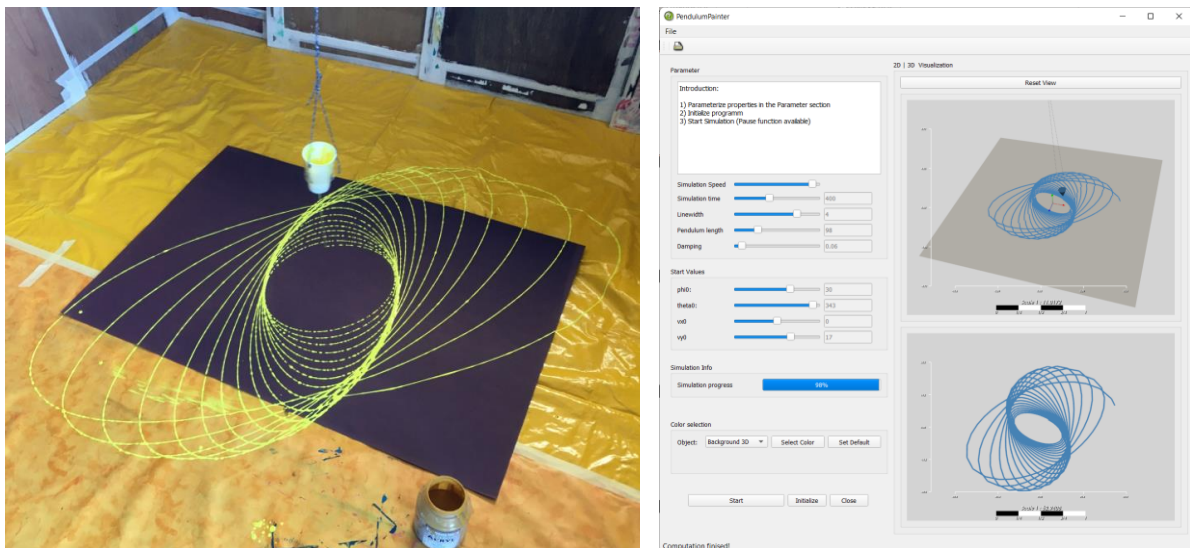 PendulumPainter
File
Parameter
Introduction:
1) Parameterize properties in the Parameter section
2) Initialize programm
3) Start Simulation (Pause function available)
Simulation Speed
Simulation time 400
Linewidth 4
Pendulum length 98
Damping 0.06
Start Values
phi0: 30
thetat0: 343
vx0 0
vy0 17
Simulation Info
Simulation progress 98%
Color selection
Object: Background 3D Select Color Set Default
Start Initialize Close
Computation finised!
2D | 3D Visualization
Reset View